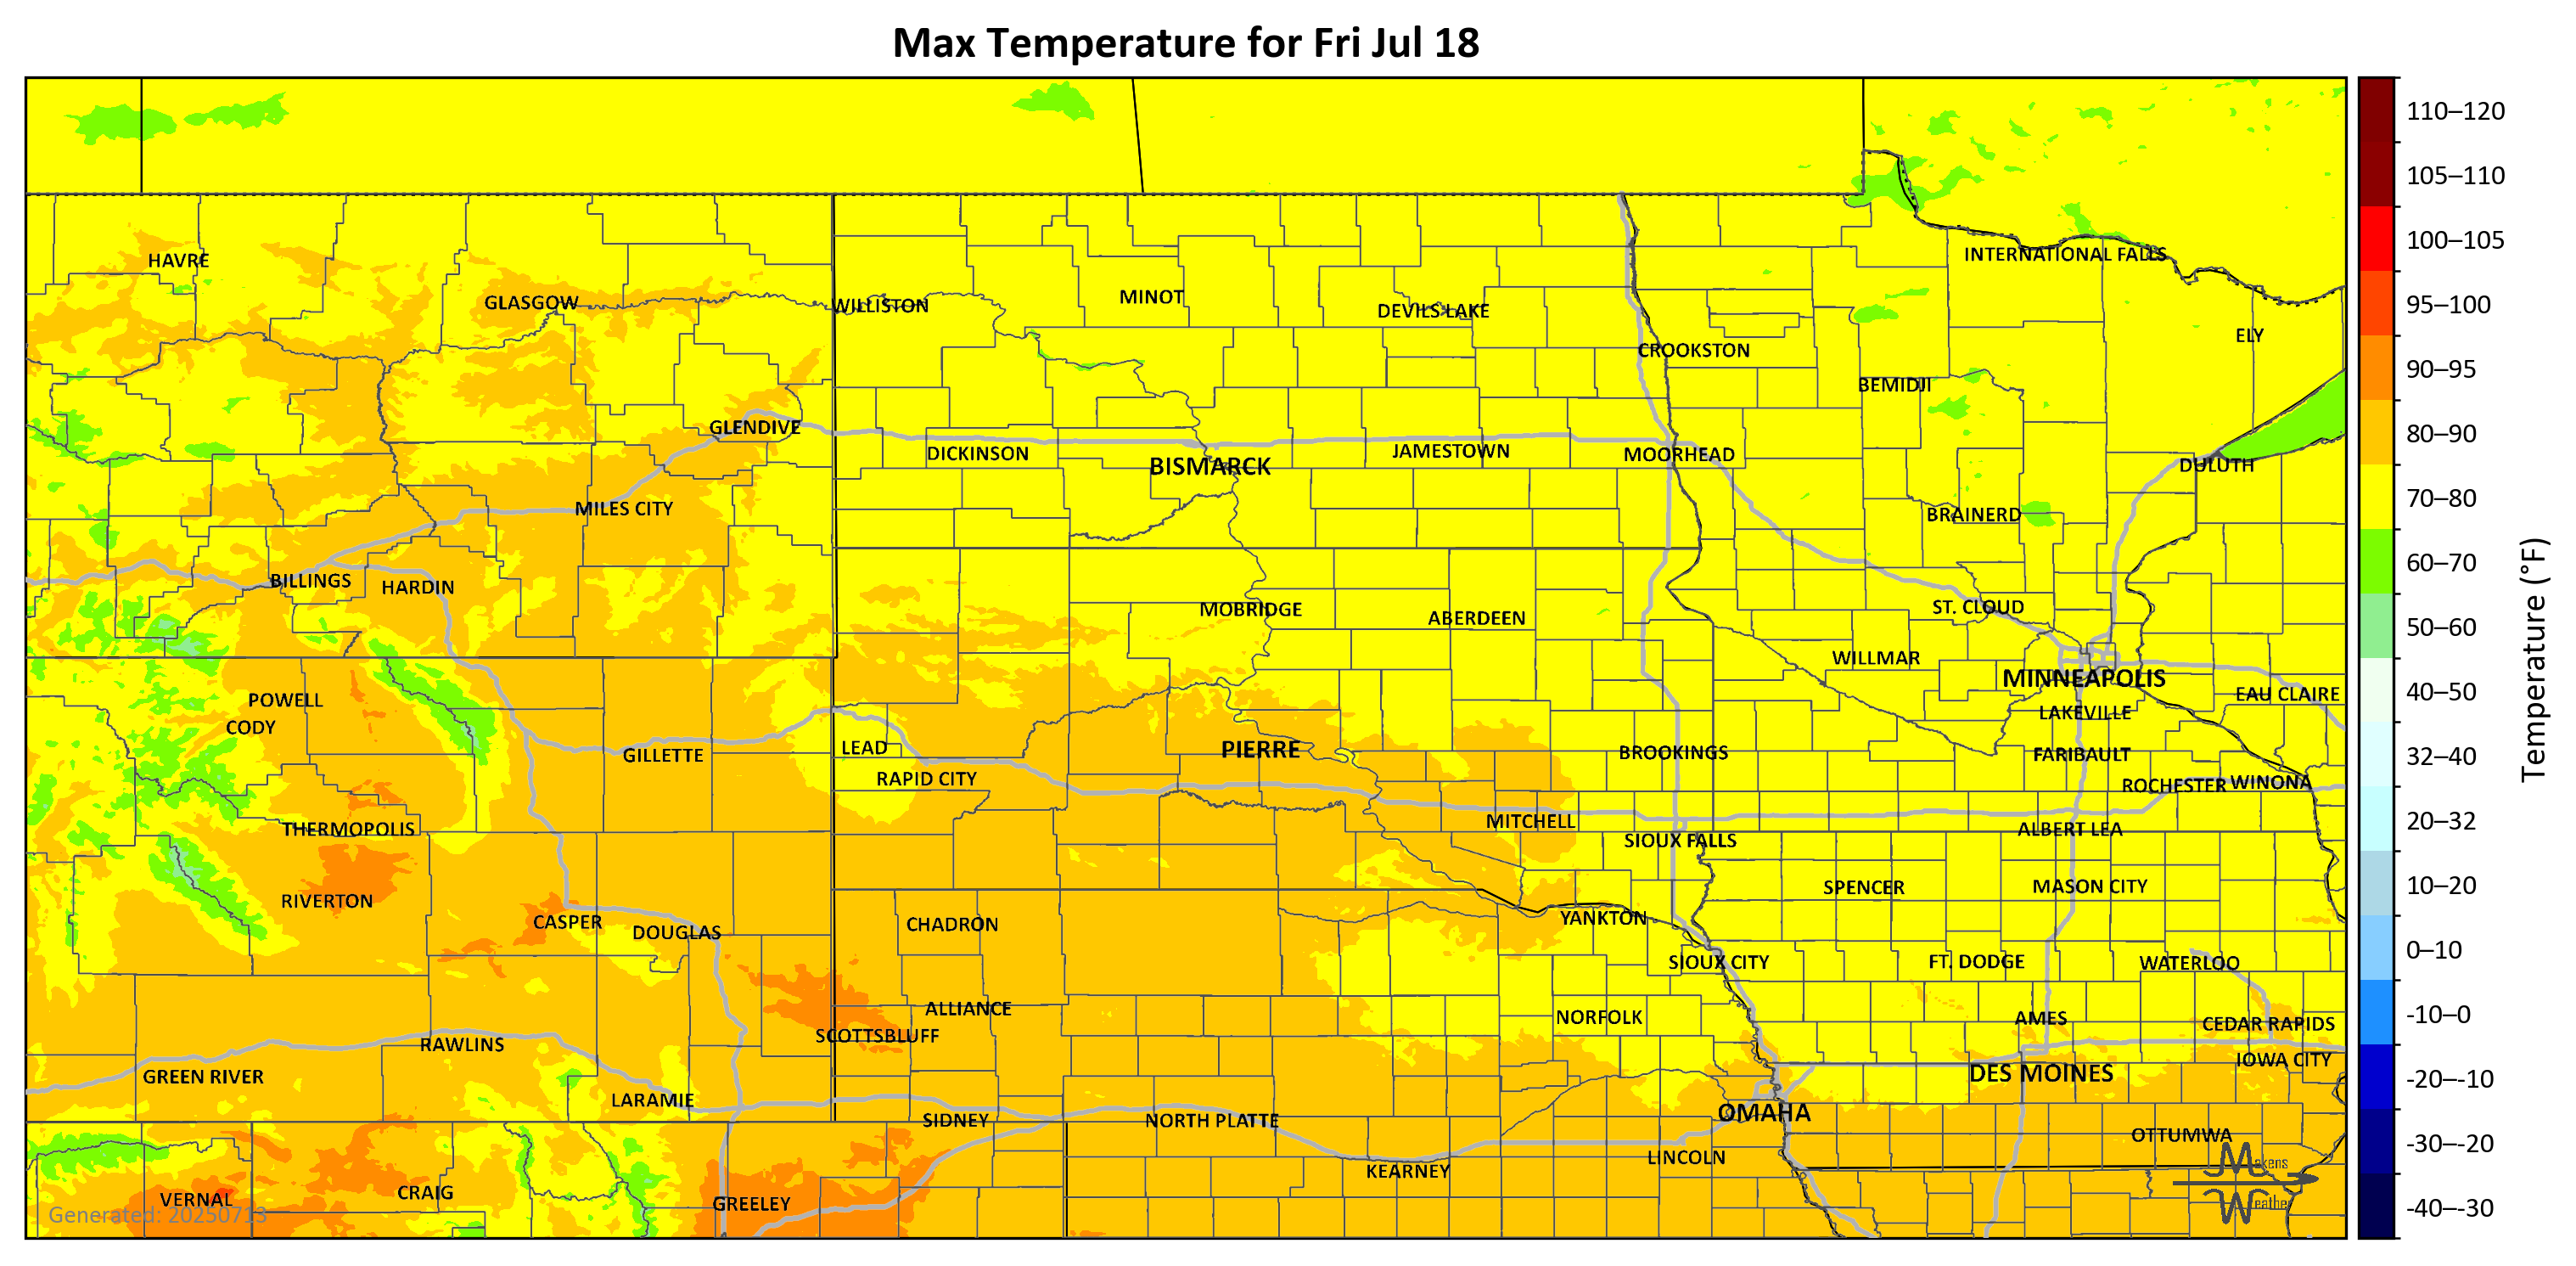 Max Temperature for Fri Jul 18
110–120
105–110
100–105
95–100
90–95
80–90
70–80
60–70
50–60
40–50
32–40
20–32
10–20
0–10
-10–0
-20–-10
-30–-20
-40–-30
Temperature (°F)
HAVRE
GLASGOW
WILLISTON
MINOT
DEVILS LAKE
INTERNATIONAL FALLS
ELY
CROOKSTON
BEMIDJI
GLENDIVE
DICKINSON
BISMARCK
JAMESTOWN
MOORHEAD
DULUTH
MILES CITY
BRAINERD
BILLINGS
HARDIN
MOBRIDGE
ABERDEEN
ST. CLOUD
WILLMAR
MINNEAPOLIS
EAU CLAIRE
POWELL
CODY
LAKEVILLE
GILLETTE
LEAD
RAPID CITY
PIERRE
BROOKINGS
FARIBAULT
ROCHESTER
WINONA
THERMOPOLIS
MITCHELL
SIOUX FALLS
ALBERT LEA
RIVERTON
CASPER
DOUGLAS
CHADRON
YANKTON
SPENCER
MASON CITY
SIOUX CITY
FT. DODGE
WATERLOO
ALLIANCE
SCOTTSBLUFF
NORFOLK
AMES
CEDAR RAPIDS
RAWLINS
GREEN RIVER
IOWA CITY
DES MOINES
LARAMIE
SIDNEY
NORTH PLATTE
OMAHA
OTTUMWA
KEARNEY
LINCOLN
VERNAL
CRAIG
GREELEY
Generated: 20250713
Makens
Weather